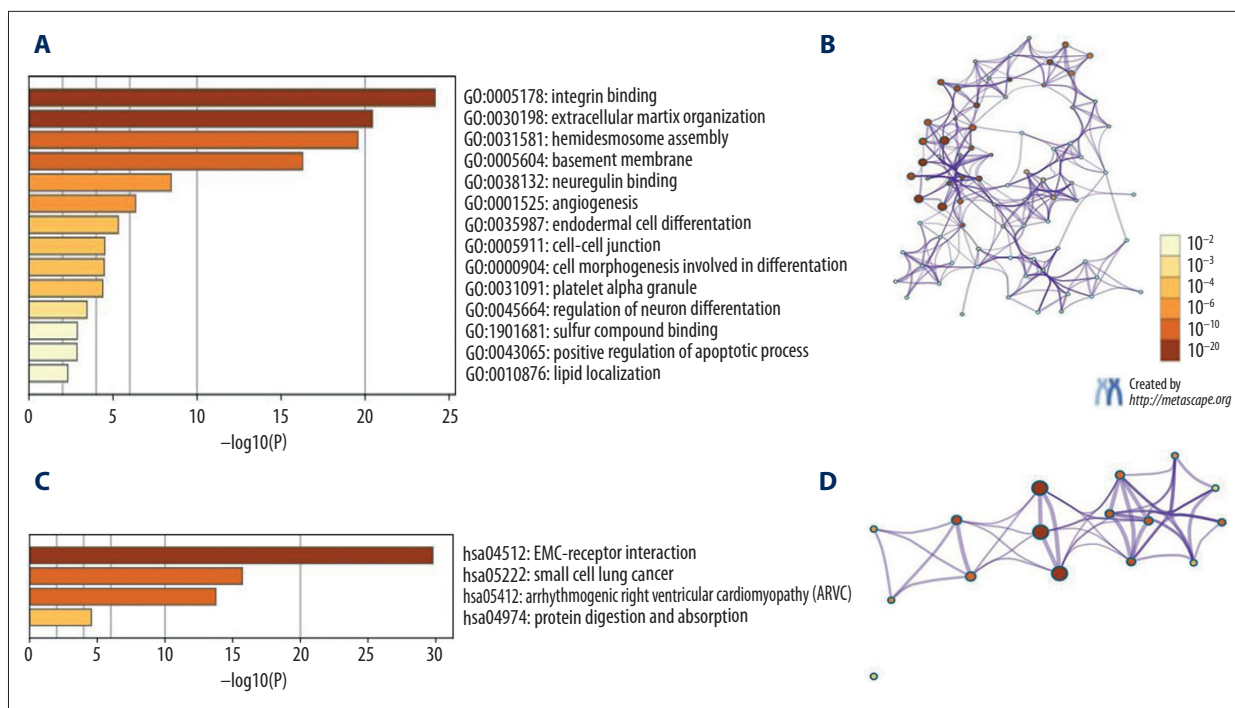 A
GO:0005178: integrin binding
GO:0030198: extracellular martix organization
GO:0031581: hemidesmosome assembly
GO:0005604: basement membrane
GO:0038132: neuregulin binding
GO:0001525: angiogenesis
GO:0035987: endodermal cell differentation
GO:0005911: cell-cell junction
GO:0000904: cell morphogenesis involved in differentation
GO:0031091: platelet alpha granule
GO:0045664: regulation of neuron differentation
GO:1901681: sulfur compound binding
GO:0043065: positive regulation of apoptotic process
GO:0010876: lipid localization
0 5 10 15 20 25
–log10(P)
B
10⁻²
10⁻³
10⁻⁴
10⁻⁶
10⁻¹⁰
10⁻²⁰
Created by
http://metascape.org
C
hsa04512: EMC-receptor interaction
hsa05222: small cell lung cancer
hsa05412: arrhythmogenic right ventricular cardiomyopathy (ARVC)
hsa04974: protein digestion and absorption
0 5 10 15 20 25 30
–log10(P)
D